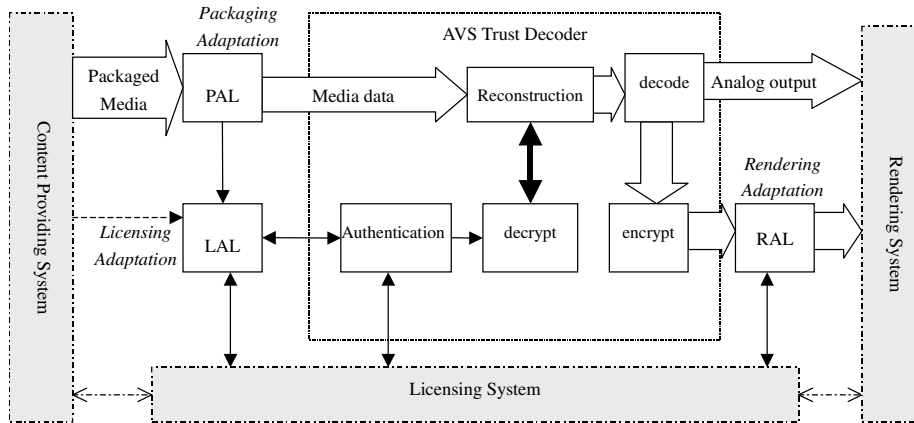 Packaging
Adaptation
AVS Trust Decoder
Packaged
Media
PAL
Media data
Reconstruction
decode
Analog output
Content Providing System
Rendering System
Rendering
Adaptation
Licensing
Adaptation
LAL
Authentication
decrypt
encrypt
RAL
Licensing System